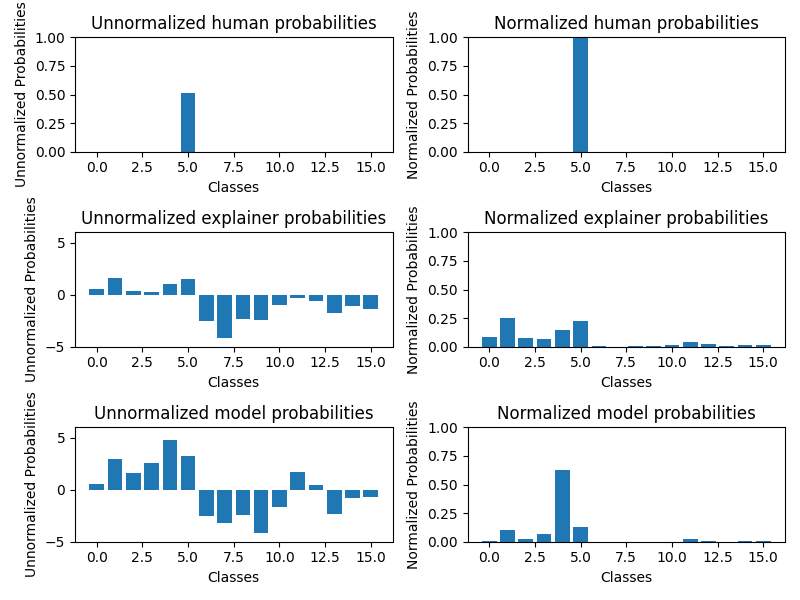 Unnormalized human probabilities
Unnormalized Probabilities
1.00
0.75
0.50
0.25
0.00
0.0 2.5 5.0 7.5 10.0 12.5 15.0
Classes
Normalized human probabilities
Normalized Probabilities
1.00
0.75
0.50
0.25
0.00
0.0 2.5 5.0 7.5 10.0 12.5 15.0
Classes
Unnormalized explainer probabilities
Unnormalized Probabilities
5
0
−5
0.0 2.5 5.0 7.5 10.0 12.5 15.0
Classes
Normalized explainer probabilities
Normalized Probabilities
1.00
0.75
0.50
0.25
0.00
0.0 2.5 5.0 7.5 10.0 12.5 15.0
Classes
Unnormalized model probabilities
Unnormalized Probabilities
5
0
−5
0.0 2.5 5.0 7.5 10.0 12.5 15.0
Classes
Normalized model probabilities
Normalized Probabilities
1.00
0.75
0.50
0.25
0.00
0.0 2.5 5.0 7.5 10.0 12.5 15.0
Classes